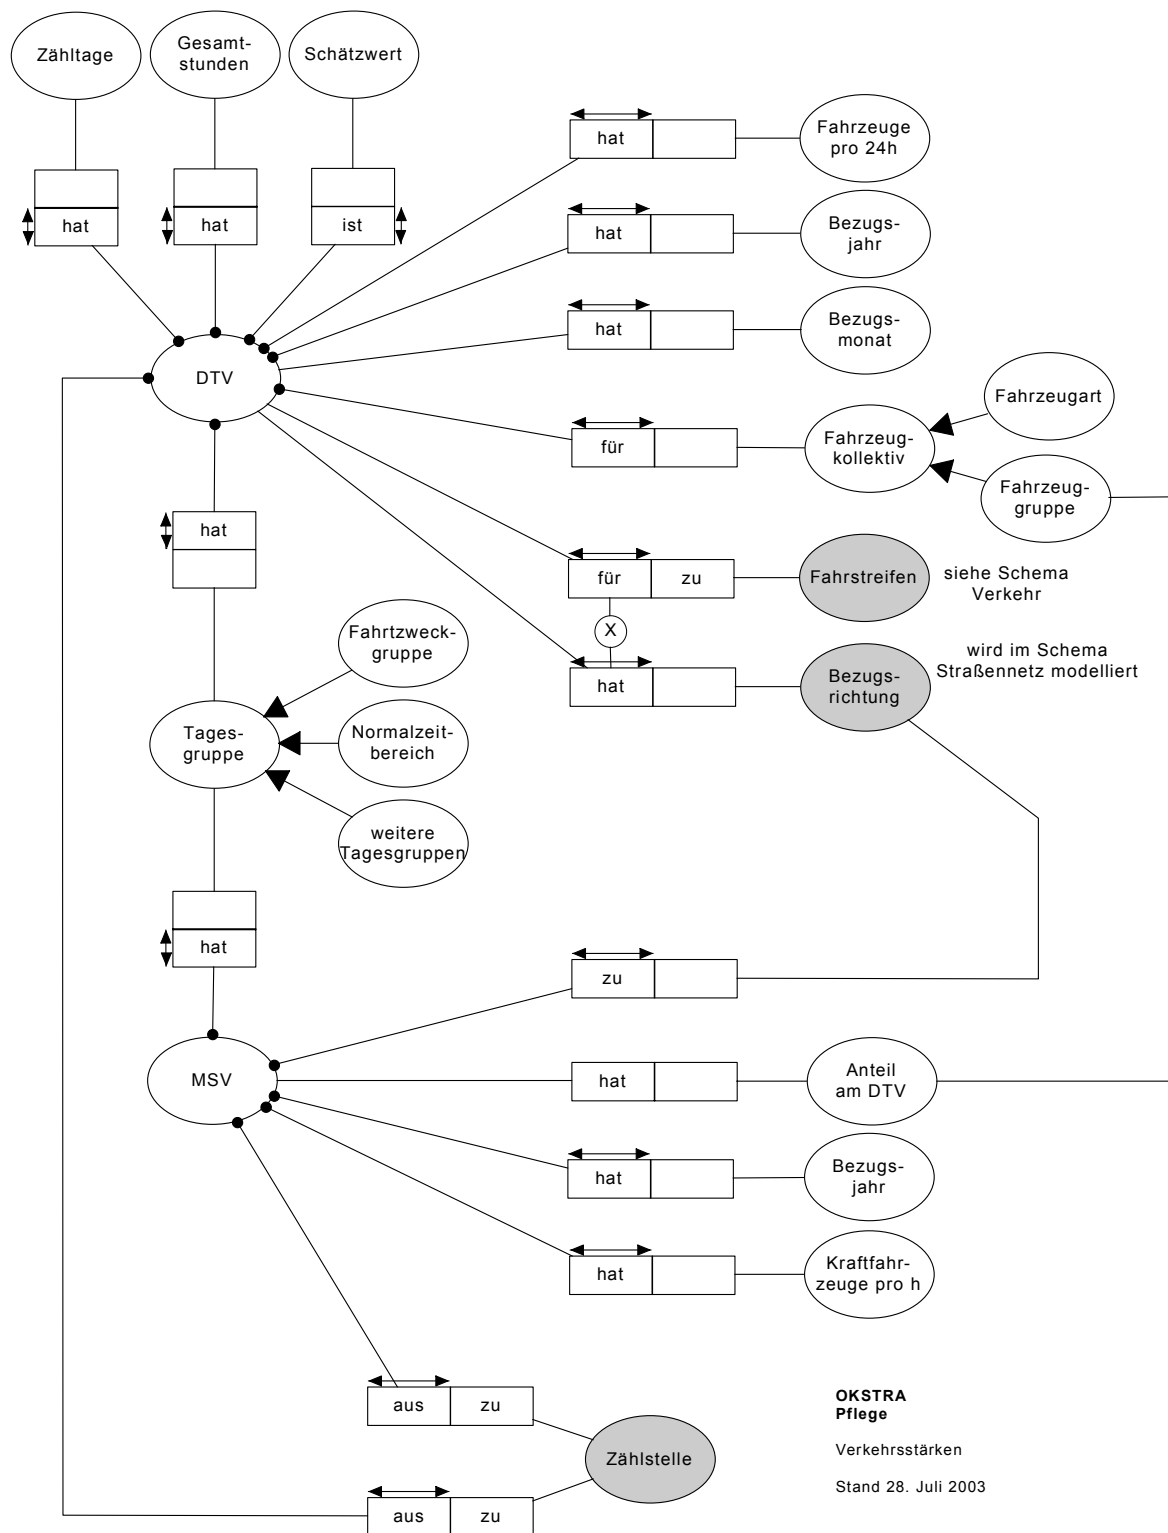 Zähltage
Gesamt-
stunden
Schätzwert
hat
hat
ist
hat
Fahrzeuge
pro 24h
hat
Bezugs-
jahr
hat
Bezugs-
monat
DTV
für
Fahrzeug-
kollektiv
Fahrzeugart
Fahrzeug-
gruppe
hat
für
zu
Fahrstreifen
siehe Schema
Verkehr
X
hat
Bezugs-
richtung
wird im Schema
Straßennetz modelliert
Fahrtzweck-
gruppe
Tages-
gruppe
Normalzeit-
bereich
weitere
Tagesgruppen
hat
zu
MSV
hat
Anteil
am DTV
hat
Bezugs-
jahr
hat
Kraftfahr-
zeuge pro h
aus
zu
Zählstelle
aus
zu
OKSTRA
Pflege
Verkehrsstärken
Stand 28. Juli 2003